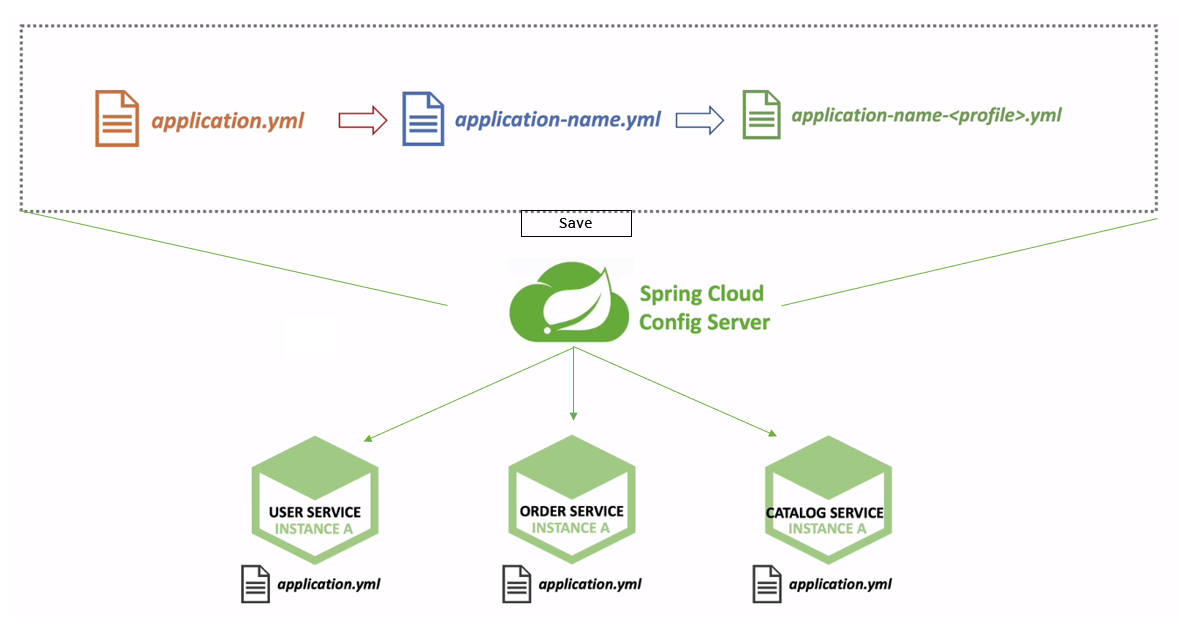 application.yml
application-name.yml
application-name-<profile>.yml
Save
Spring Cloud
Config Server
USER SERVICE
INSTANCE A
ORDER SERVICE
INSTANCE A
CATALOG SERVICE
INSTANCE A
application.yml
application.yml
application.yml